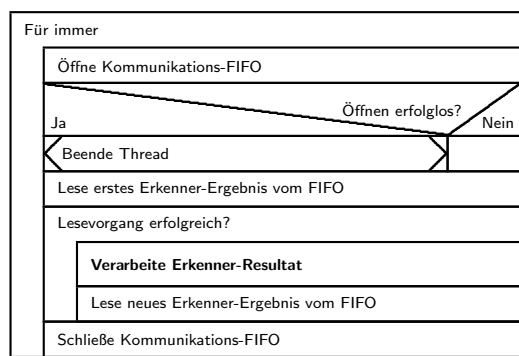 Für immer
Öffne Kommunikations-FIFO
Öffnen erfolglos?
Ja
Nein
Beende Thread
Lese erstes Erkenner-Ergebnis vom FIFO
Lesevorgang erfolgreich?
Verarbeite Erkenner-Resultat
Lese neues Erkenner-Ergebnis vom FIFO
Schließe Kommunikations-FIFO